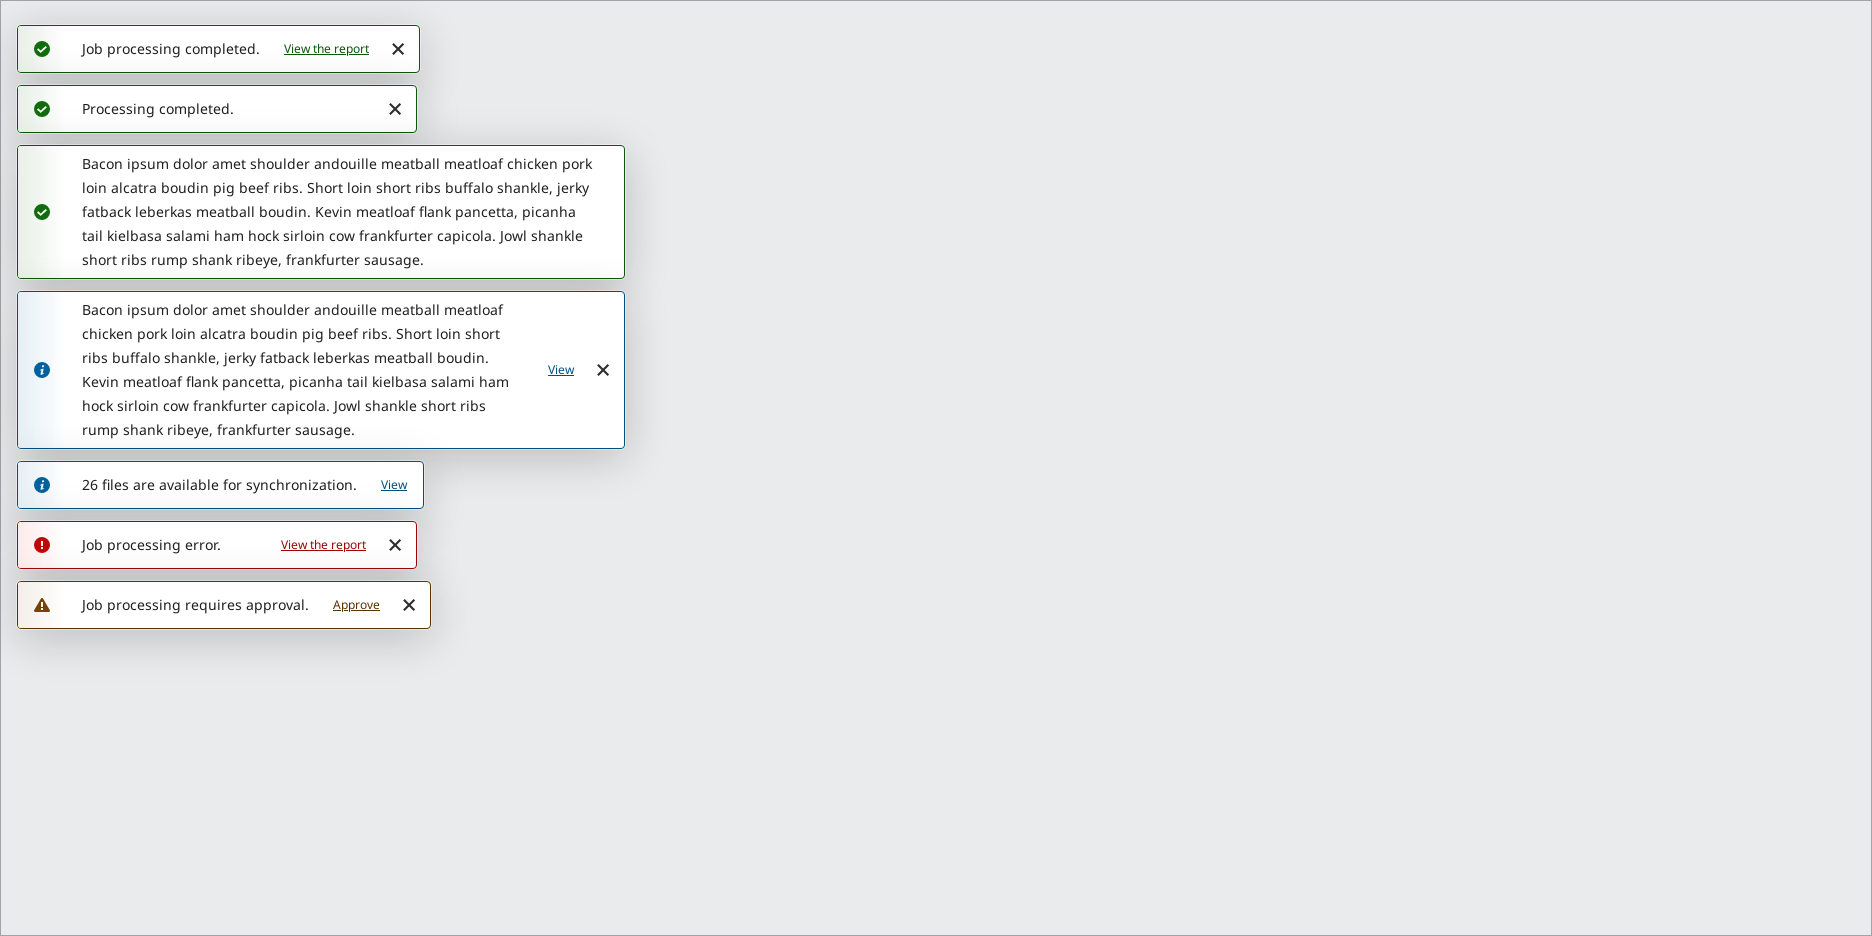 Job processing completed. View the report
Processing completed.
Bacon ipsum dolor amet shoulder andouille meatball meatloaf chicken pork
loin alcatra boudin pig beef ribs. Short loin short ribs buffalo shankle, jerky
fatback leberkas meatball boudin. Kevin meatloaf flank pancetta, picanha
tail kielbasa salami ham hock sirloin cow frankfurter capicola. Jowl shankle
short ribs rump shank ribeye, frankfurter sausage.
Bacon ipsum dolor amet shoulder andouille meatball meatloaf
chicken pork loin alcatra boudin pig beef ribs. Short loin short
ribs buffalo shankle, jerky fatback leberkas meatball boudin.
Kevin meatloaf flank pancetta, picanha tail kielbasa salami ham
hock sirloin cow frankfurter capicola. Jowl shankle short ribs
rump shank ribeye, frankfurter sausage.
View
26 files are available for synchronization. View
Job processing error. View the report
Job processing requires approval. Approve